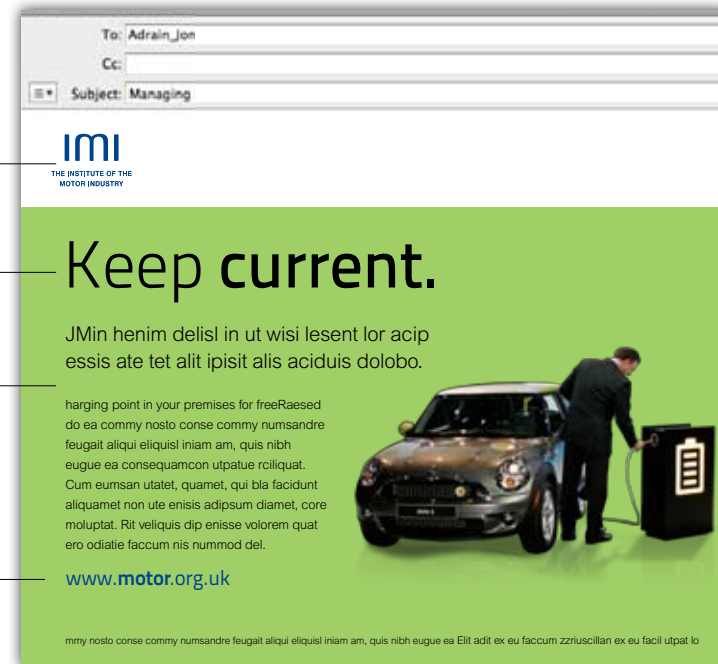 To: Adrain_Jon
Cc:
Subject: Managing
IMI
THE INSTITUTE OF THE
MOTOR INDUSTRY
Keep current.
JMin henim delisl in ut wisi lesent lor acip
essis ate tet alit ipisit alis aciduis dolobo.
harging point in your premises for freeRaesed
do ea commy nosto conse commy numsandre
feugait aliqui eliquisl iniam am, quis nibh
eugue ea consequamcon utpatue rciliquat.
Cum eumsan utatet, quamet, qui bla facidunt
aliquamet non ute enisis adipsum diamet, core
moluptat. Rit veliquis dip enisse volorem quat
ero odiatie faccum nis nummod del.
www.motor.org.uk
mmy nosto conse commy numsandre feugait aliqui eliquisl iniam am, quis nibh eugue ea Elit adit ex eu faccum zzriuscillan ex eu facil utpat lo